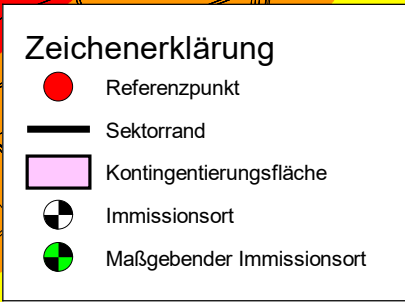 Zeichenerklärung
Referenzpunkt
Sektorrand
Kontingentierungsfläche
Immissionsort
Maßgebender Immissionsort